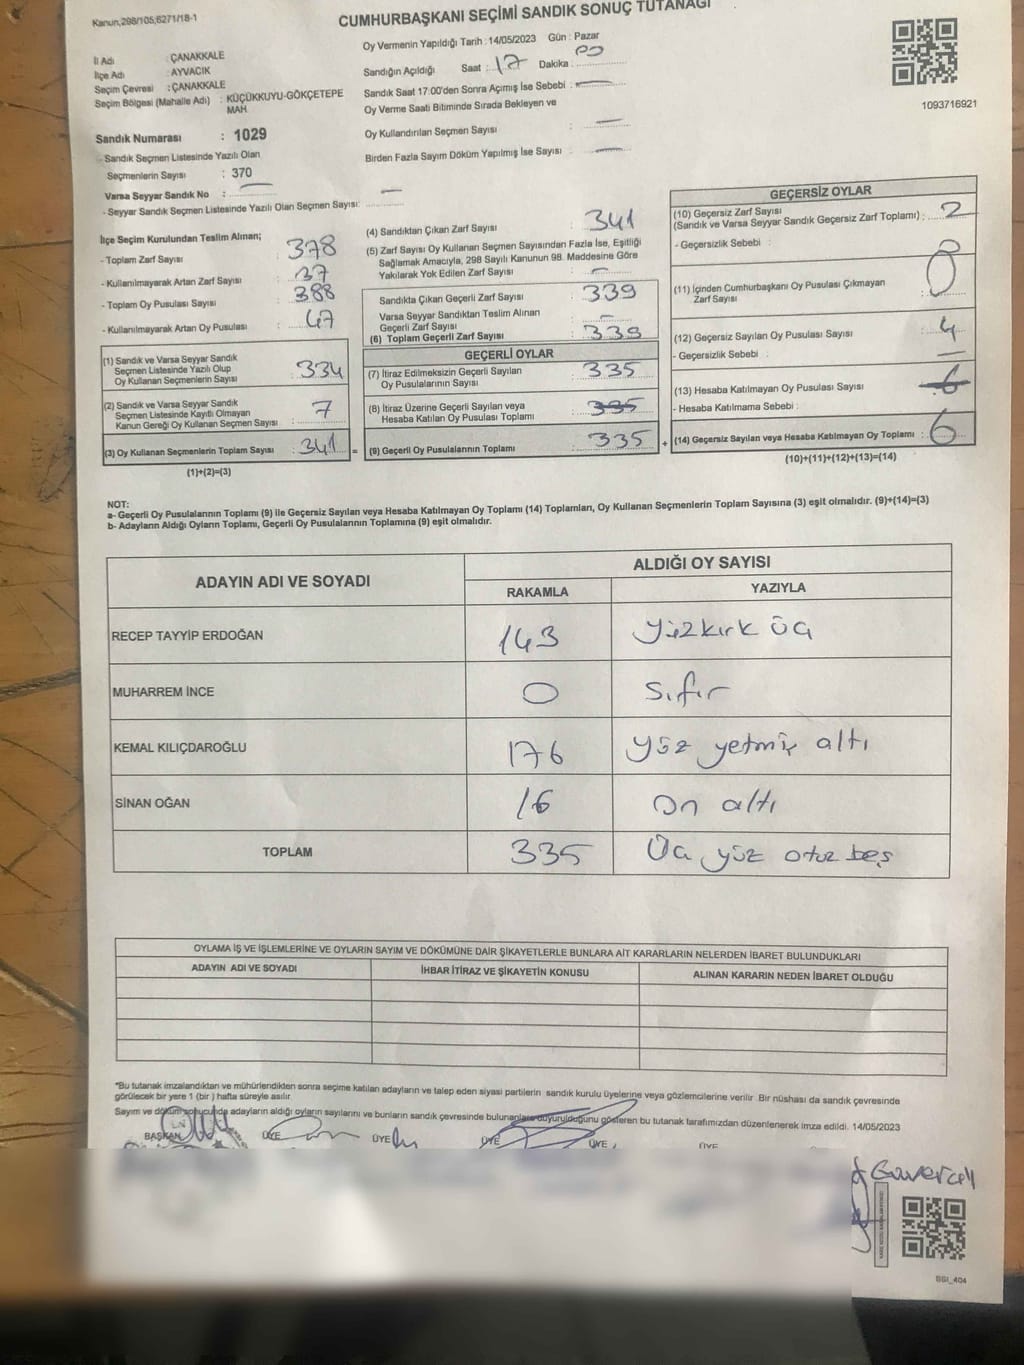 Kanun,298/105,6271/18-1
CUMHURBAŞKANI SEÇİMİ SANDIK SONUÇ TUTANAĞI
İl Adı : ÇANAKKALE
İlçe Adı : AYVACIK
Seçim Çevresi : ÇANAKKALE
Seçim Bölgesi (Mahalle Adı) : KÜÇÜKKUYU-GÖKÇETEPE MAH.
Sandık Numarası : 1029
- Sandık Seçmen Listesinde Yazılı Olan
Seçmenlerin Sayısı : 370
Varsa Seyyar Sandık No :
- Seyyar Sandık Seçmen Listesinde Yazılı Olan Seçmen Sayısı:
Oy Vermenin Yapıldığı Tarih : 14/05/2023 Gün : Pazar
Sandığın Açıldığı Saat : 17 Dakika : 00
Sandık Saat 17:00'den Sonra Açımış İse Sebebi :
Oy Verme Saati Bitiminde Sırada Bekleyen ve
Oy Kullandırılan Seçmen Sayısı :
Birden Fazla Sayım Döküm Yapılmış İse Sayısı :
1093716921
İlçe Seçim Kurulundan Teslim Alınan;
- Toplam Zarf Sayısı : 378
- Kullanılmayarak Artan Zarf Sayısı : 37
- Toplam Oy Pusulası Sayısı : 388
- Kullanılmayarak Artan Oy Pusulası : 47
(1) Sandık ve Varsa Seyyar Sandık
Seçmen Listesinde Yazılı Olup
Oy Kullanan Seçmenlerin Sayısı : 334
(2) Sandık ve Varsa Seyyar Sandık
Seçmen Listesinde Kayıtlı Olmayan
Kanun Gereği Oy Kullanan Seçmen Sayısı : 7
(3) Oy Kullanan Seçmenlerin Toplam Sayısı : 341 =
(1)+(2)=(3)
(4) Sandıktan Çıkan Zarf Sayısı : 341
(5) Zarf Sayısı Oy Kullanan Seçmen Sayısından Fazla İse, Eşitliği
Sağlamak Amacıyla, 298 Sayılı Kanunun 98. Maddesine Göre
Yakılarak Yok Edilen Zarf Sayısı :
Sandıkta Çıkan Geçerli Zarf Sayısı : 339
Varsa Seyyar Sandıktan Teslim Alınan
Geçerli Zarf Sayısı :
(6) Toplam Geçerli Zarf Sayısı : 339
GEÇERLİ OYLAR
(7) İtiraz Edilmeksizin Geçerli Sayılan
Oy Pusulalarının Sayısı : 335
(8) İtiraz Üzerine Geçerli Sayılan veya
Hesaba Katılan Oy Pusulası Toplamı : 335
(9) Geçerli Oy Pusulalarının Toplamı : 335 +
GEÇERSİZ OYLAR
(10) Geçersiz Zarf Sayısı
(Sandık ve Varsa Seyyar Sandık Geçersiz Zarf Toplamı) : 2
- Geçersizlik Sebebi :
(11) İçinden Cumhurbaşkanı Oy Pusulası Çıkmayan
Zarf Sayısı : 0
(12) Geçersiz Sayılan Oy Pusulası Sayısı : 4
- Geçersizlik Sebebi :
(13) Hesaba Katılmayan Oy Pusulası Sayısı : 6
- Hesaba Katılmama Sebebi :
(14) Geçersiz Sayılan veya Hesaba Katılmayan Oy Toplamı : 6
(10)+(11)+(12)+(13)=(14)
NOT:
a- Geçerli Oy Pusulalarının Toplamı (9) ile Geçersiz Sayılan veya Hesaba Katılmayan Oy Toplamı (14) Toplamları, Oy Kullanan Seçmenlerin Toplam Sayısına (3) eşit olmalıdır. (9)+(14)=(3)
b- Adayların Aldığı Oyların Toplamı, Geçerli Oy Pusulalarının Toplamına (9) eşit olmalıdır.
ADAYIN ADI VE SOYADI
ALDIĞI OY SAYISI
RAKAMLA YAZIYLA
RECEP TAYYİP ERDOĞAN 143 Yüzkırk üç
MUHARREM İNCE 0 Sıfır
KEMAL KILIÇDAROĞLU 176 yüz yetmiş altı
SİNAN OĞAN 16 On altı
TOPLAM 335 Üç yüz otuz beş
OYLAMA İŞ VE İŞLEMLERİNE VE OYLARIN SAYIM VE DÖKÜMÜNE DAİR ŞİKAYETLERLE BUNLARA AİT KARARLARIN NELERDEN İBARET BULUNDUKLARI
ADAYIN ADI VE SOYADI İHBAR İTİRAZ VE ŞİKAYETİN KONUSU ALINAN KARARIN NEDEN İBARET OLDUĞU
*Bu tutanak imzalandıktan ve mühürlendikten sonra seçime katılan adayların ve talep eden siyasi partilerin sandık kurulu üyelerine veya gözlemcilerine verilir. Bir nüshası da sandık çevresinde
görülecek bir yere 1 (bir) hafta süreyle asılır.
Sayım ve döküm sonucunda adayların aldığı oyların sayılarını ve bunların sandık çevresinde bulunanlara duyurulduğunu gösteren bu tutanak tarafımızdan düzenlenerek imza edildi. 14/05/2023
BAŞKAN ÜYE ÜYE ÜYE ÜYE ÜYE
BSI_404